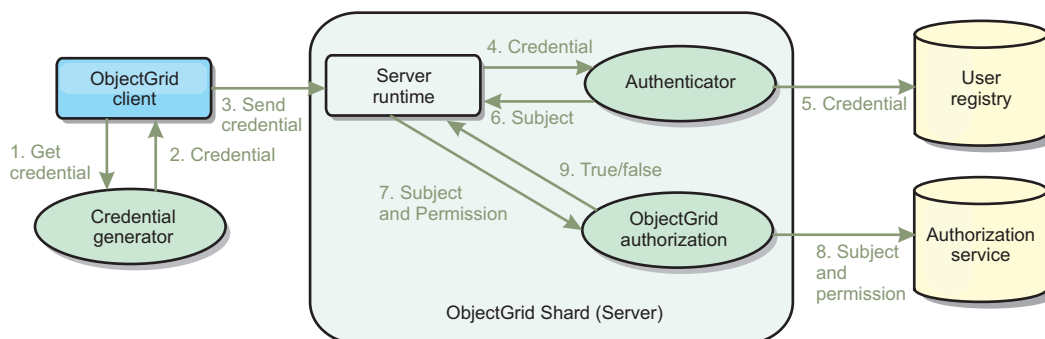 ObjectGrid
client
1. Get
credential
2. Credential
Credential
generator
3. Send
credential
Server
runtime
4. Credential
Authenticator
6. Subject
5. Credential
User
registry
7. Subject
and Permission
9. True/false
ObjectGrid
authorization
8. Subject
and
permission
Authorization
service
ObjectGrid Shard (Server)